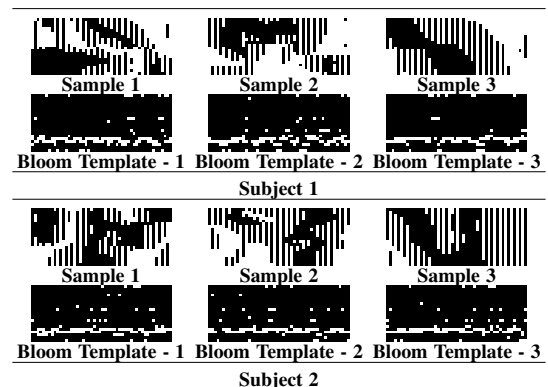 Sample 1 Sample 2 Sample 3
Bloom Template - 1 Bloom Template - 2 Bloom Template - 3
Subject 1
Sample 1 Sample 2 Sample 3
Bloom Template - 1 Bloom Template - 2 Bloom Template - 3
Subject 2